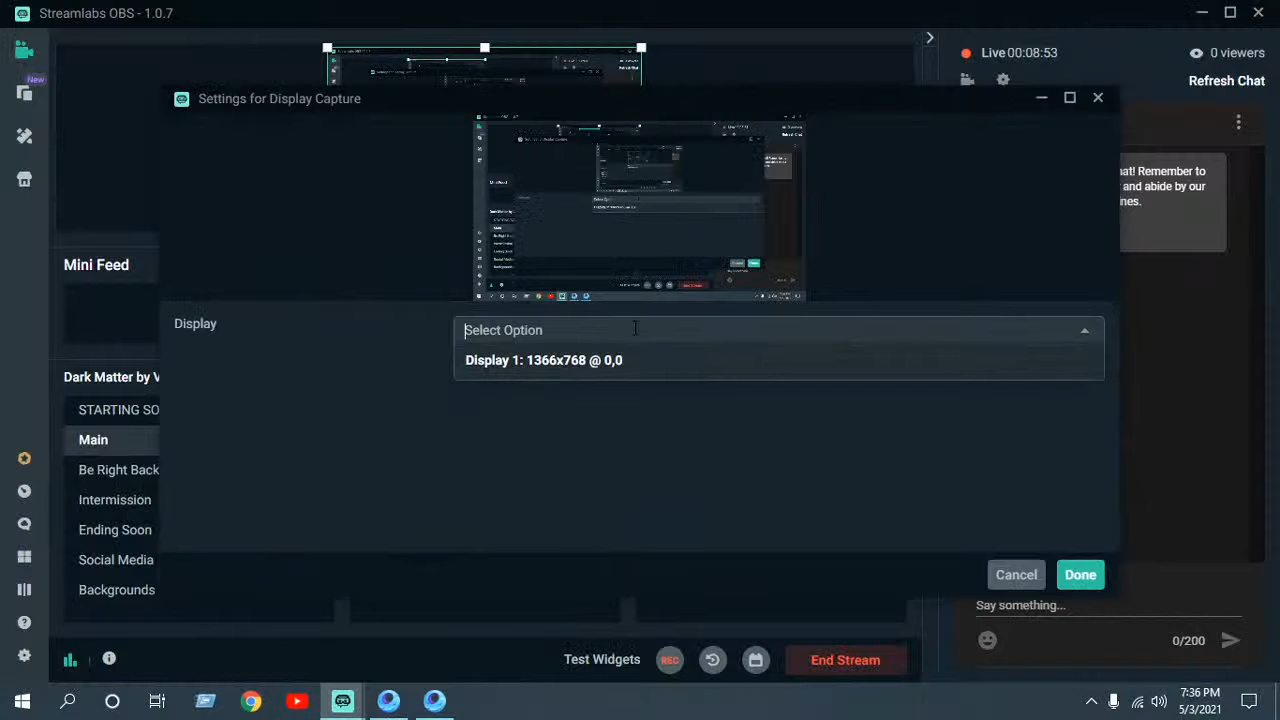 Streamlabs OBS - 1.0.7
New
Live 00:08:53
0 viewers
Refresh Chat
Settings for Display Capture
at! Remember to
and abide by our
nes.
Mini Feed
Display
Select Option
Display 1: 1366x768 @ 0,0
Dark Matter by V
STARTING SO
Main
Be Right Back
Intermission
Ending Soon
Social Media
Backgrounds
Cancel
Done
Say something...
0/200
Test Widgets
REC
End Stream
7:36 PM
5/3/2021